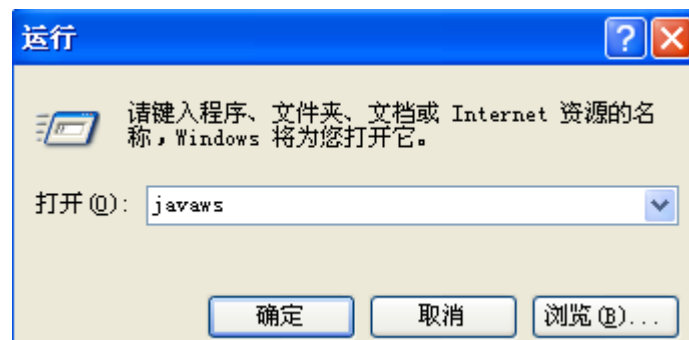 运行
请键入程序、文件夹、文档或 Internet 资源的名
称，Windows 将为您打开它。
打开(O): javaws
确定 取消 浏览(B)...